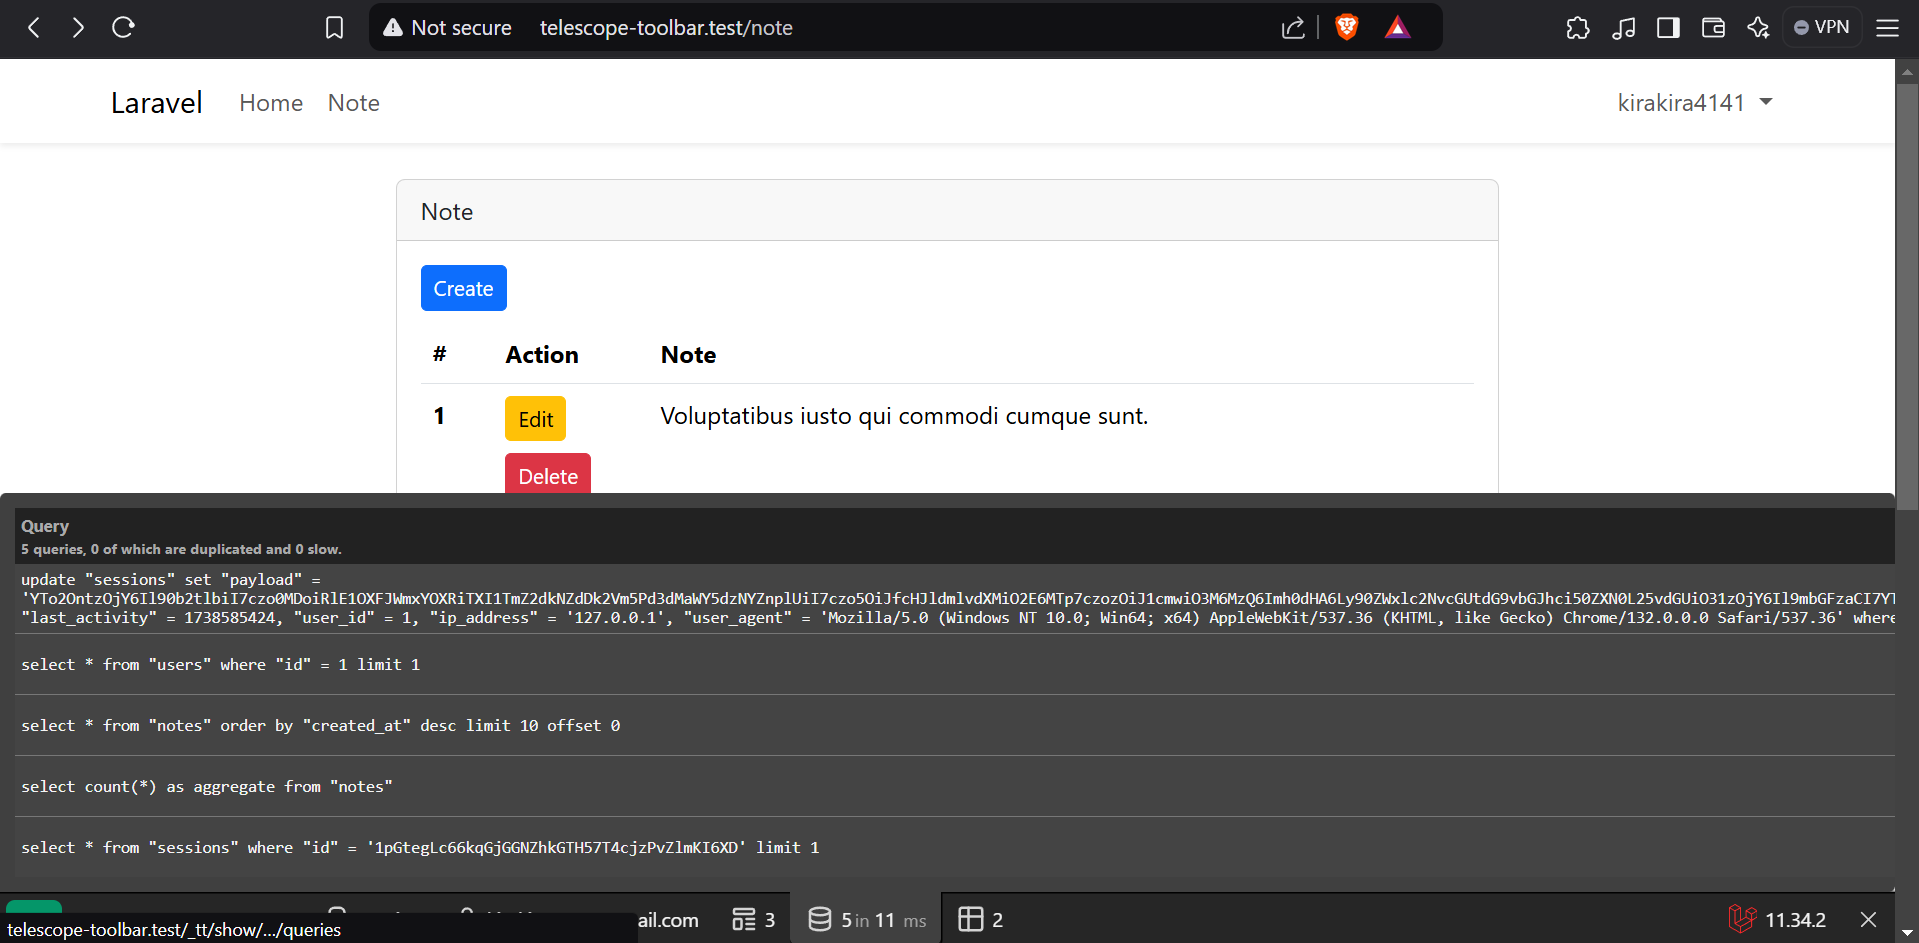 Not secure telescope-toolbar.test/note
VPN
Laravel Home Note kirakira4141
Note
Create
# Action Note
1 Edit Voluptatibus iusto qui commodi cumque sunt.
Delete
Query
5 queries, 0 of which are duplicated and 0 slow.
update "sessions" set "payload" =
"last_activity" = 1738585424, "user_id" = 1, "ip_address" = '127.0.0.1', "user_agent" = 'Mozilla/5.0 (Windows NT 10.0; Win64; x64) AppleWebKit/537.36 (KHTML, like Gecko) Chrome/132.0.0.0 Safari/537.36' where
select * from "users" where "id" = 1 limit 1
select * from "notes" order by "created_at" desc limit 10 offset 0
select count(*) as aggregate from "notes"
select * from "sessions" where "id" = '1pGtegLc66kqGjGGNZhkGTH57T4cjzPvZlmKI6XD' limit 1
ail.com 3 5 in 11 ms 2 11.34.2
telescope-toolbar.test/_tt/show/.../queries